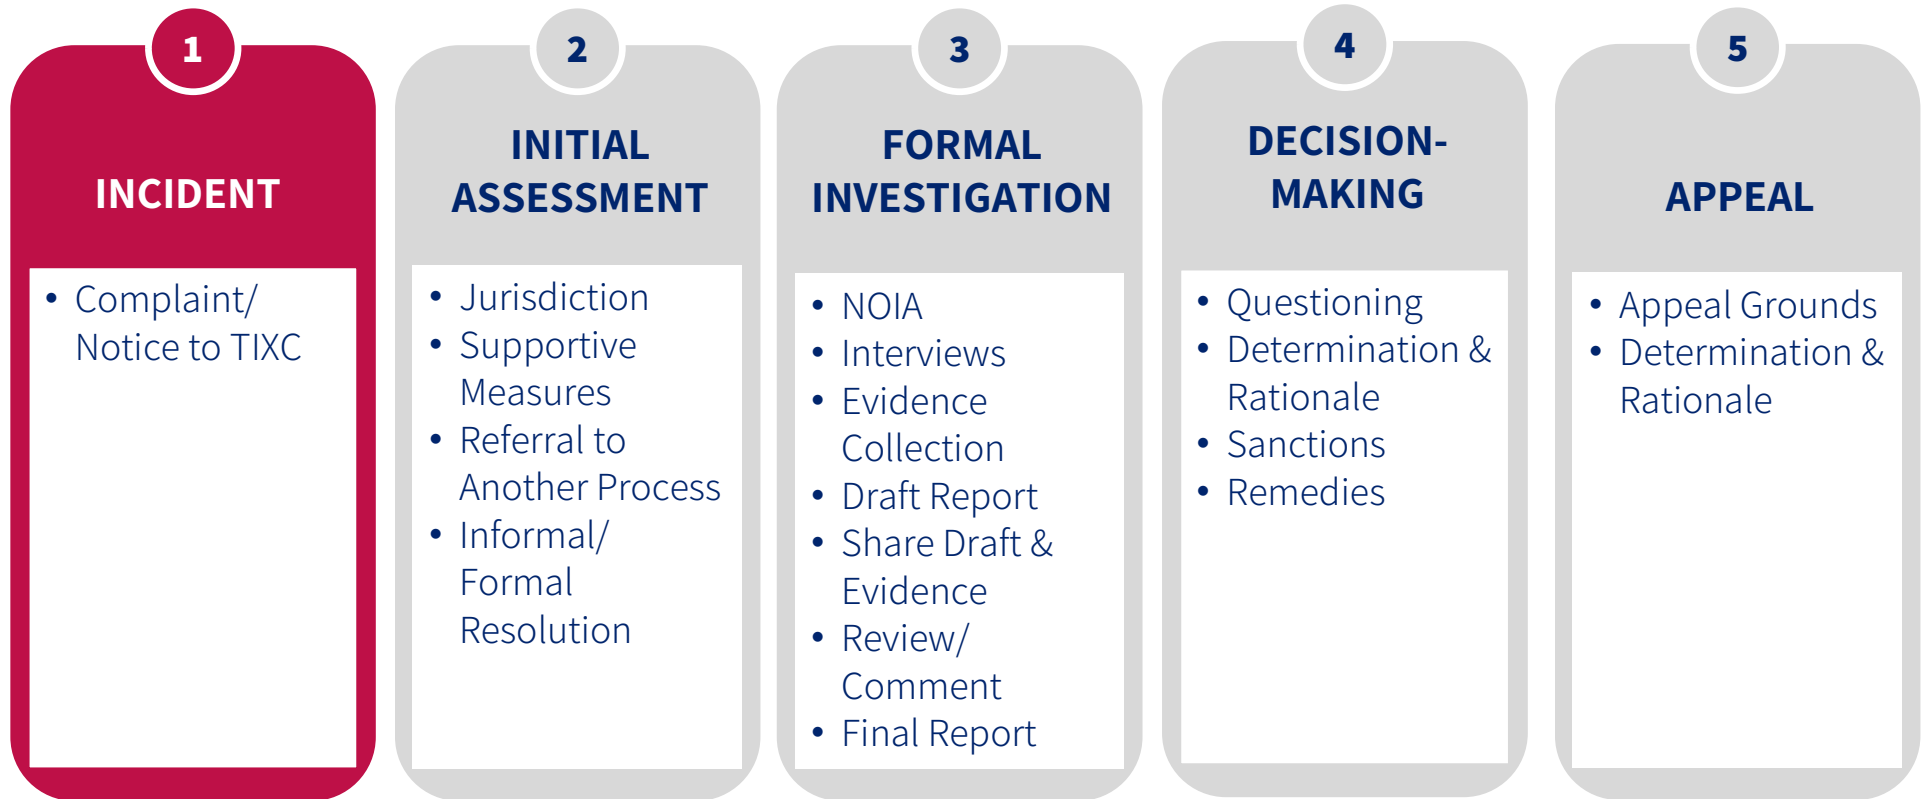 1
INCIDENT
• Complaint/
Notice to TIXC
2
INITIAL
ASSESSMENT
• Jurisdiction
• Supportive
Measures
• Referral to
Another Process
• Informal/
Formal
Resolution
3
FORMAL
INVESTIGATION
• NOIA
• Interviews
• Evidence
Collection
• Draft Report
• Share Draft &
Evidence
• Review/
Comment
• Final Report
4
DECISION-
MAKING
• Questioning
• Determination &
Rationale
• Sanctions
• Remedies
5
APPEAL
• Appeal Grounds
• Determination &
Rationale